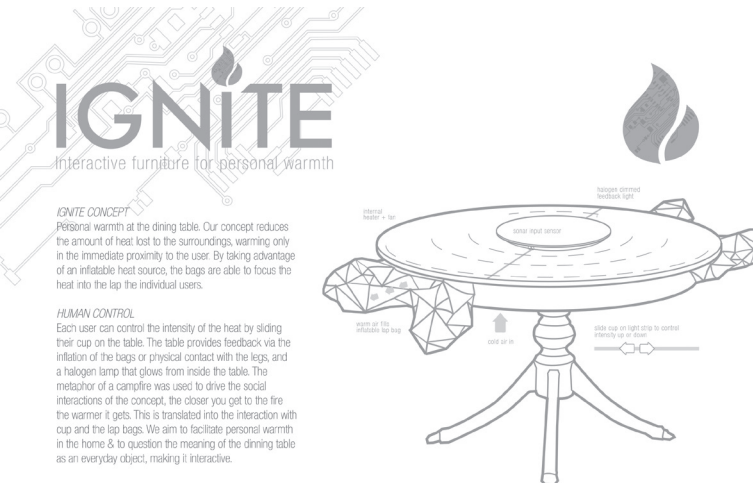 IGNiTE
Interactive furniture for personal warmth
IGNITE CONCEPT
Personal warmth at the dining table. Our concept reduces
the amount of heat lost to the surroundings, warming only
in the immediate proximity to the user. By taking advantage
of an inflatable heat source, the bags are able to focus the
heat into the lap the individual users.
HUMAN CONTROL
Each user can control the intensity of the heat by sliding
their cup on the table. The table provides feedback via the
inflation of the bags or physical contact with the legs, and
a halogen lamp that glows from inside the table. The
metaphor of a campfire was used to drive the social
interactions of the concept, the closer you get to the fire
the warmer it gets. This is translated into the interaction with
cup and the lap bags. We aim to facilitate personal warmth
in the home & to question the meaning of the dinning table
as an everyday object, making it interactive.
halogen dimmed
feedback light
internal
heater + fan
sonar input sensor
warm air fills
inflatable lap bag
cold air in
slide cup on light strip to control
intensity up or down